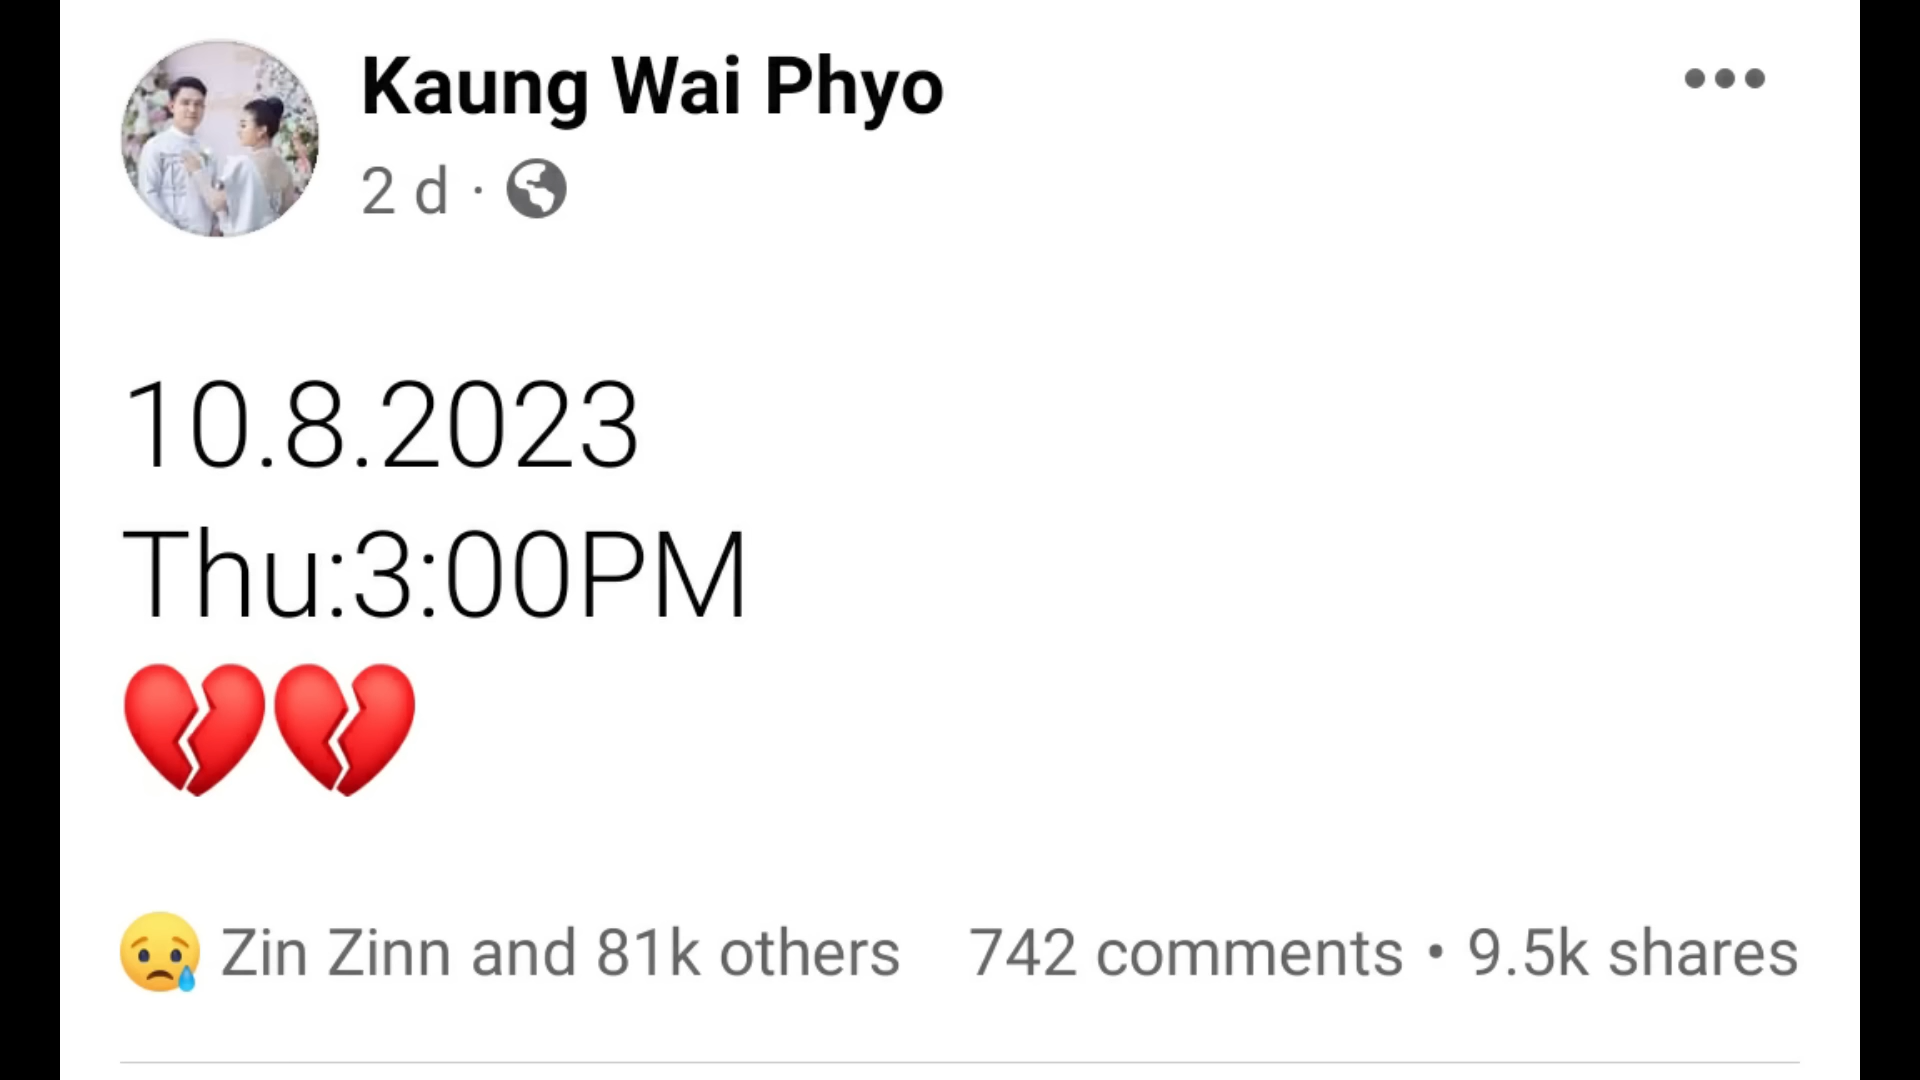 Kaung Wai Phyo
2 d ·
10.8.2023
Thu:3:00PM
💔💔
Zin Zinn and 81k others 742 comments • 9.5k shares